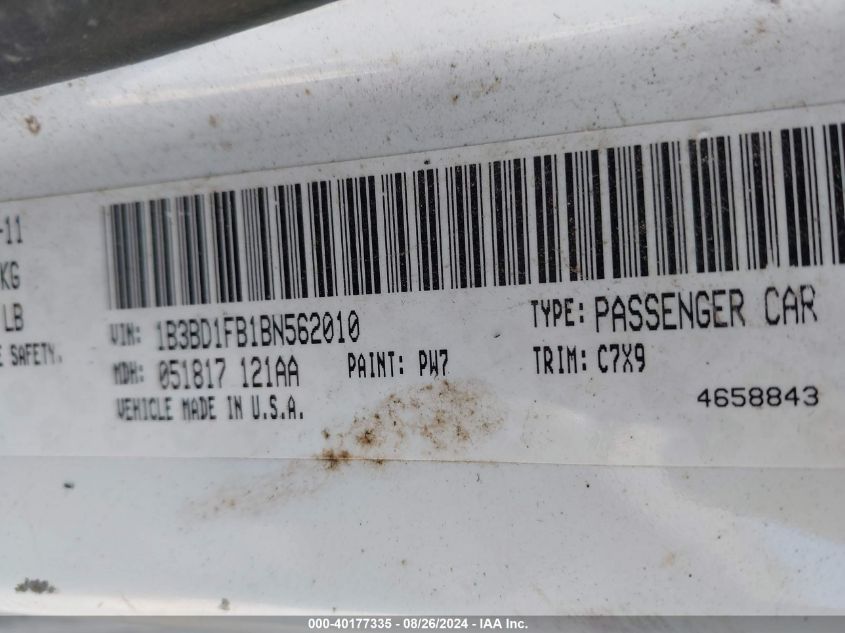 -11
KG
LB
E SAFETY.
VIN: 1B3BD1FB1BN562010
TYPE: PASSENGER CAR
MDH: 051817 121AA
PAINT: PW7
TRIM: C7X9
VEHICLE MADE IN U.S.A.
4658843
000-40177335 - 08/26/2024 - IAA Inc.